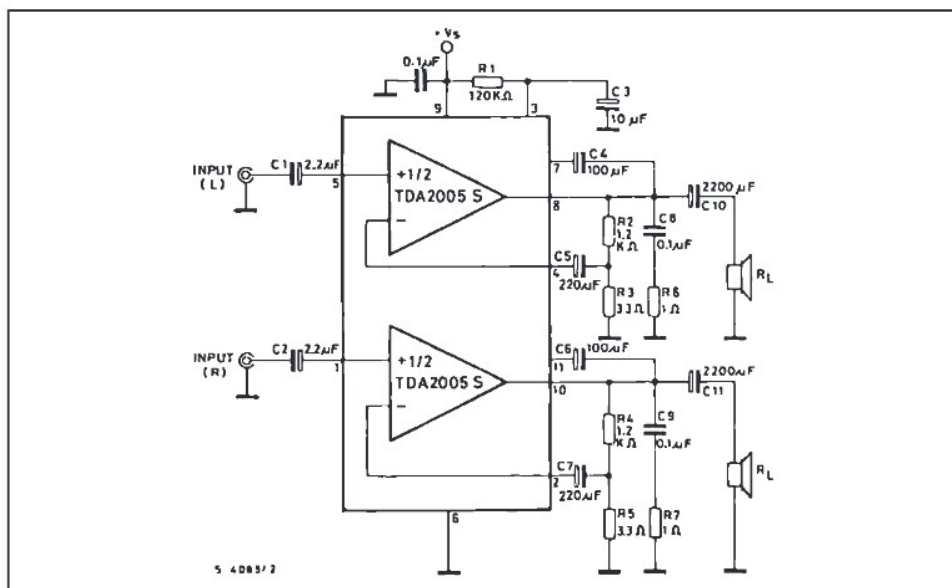 +Vs
0.1µF
R1
120KΩ
C3
10µF
9
3
INPUT
(L)
C1
2.2µF
5
+1/2
TDA2005 S
−
7
C4
100µF
8
2200µF
C10
R2
1.2
KΩ
C8
0.1µF
C5
4
220µF
R3
3.3Ω
R6
1Ω
RL
INPUT
(R)
C2
2.2µF
1
+1/2
TDA2005 S
−
C6
100µF
11
10
2200µF
C11
R4
1.2
KΩ
C9
0.1µF
C7
2
220µF
R5
3.3Ω
R7
1Ω
RL
6
S 4085/2